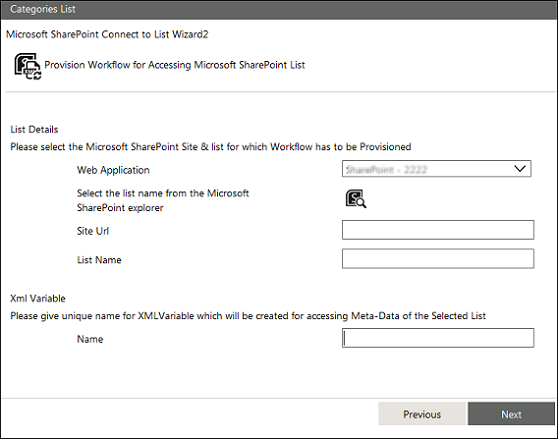 Categories List
Microsoft SharePoint Connect to List Wizard2
Provision Workflow for Accessing Microsoft SharePoint List
List Details
Please select the Microsoft SharePoint Site & list for which Workflow has to be Provisioned
Web Application
SharePoint - 2222
Select the list name from the Microsoft
SharePoint explorer
Site Url
List Name
Xml Variable
Please give unique name for XMLVariable which will be created for accessing Meta-Data of the Selected List
Name
Previous
Next